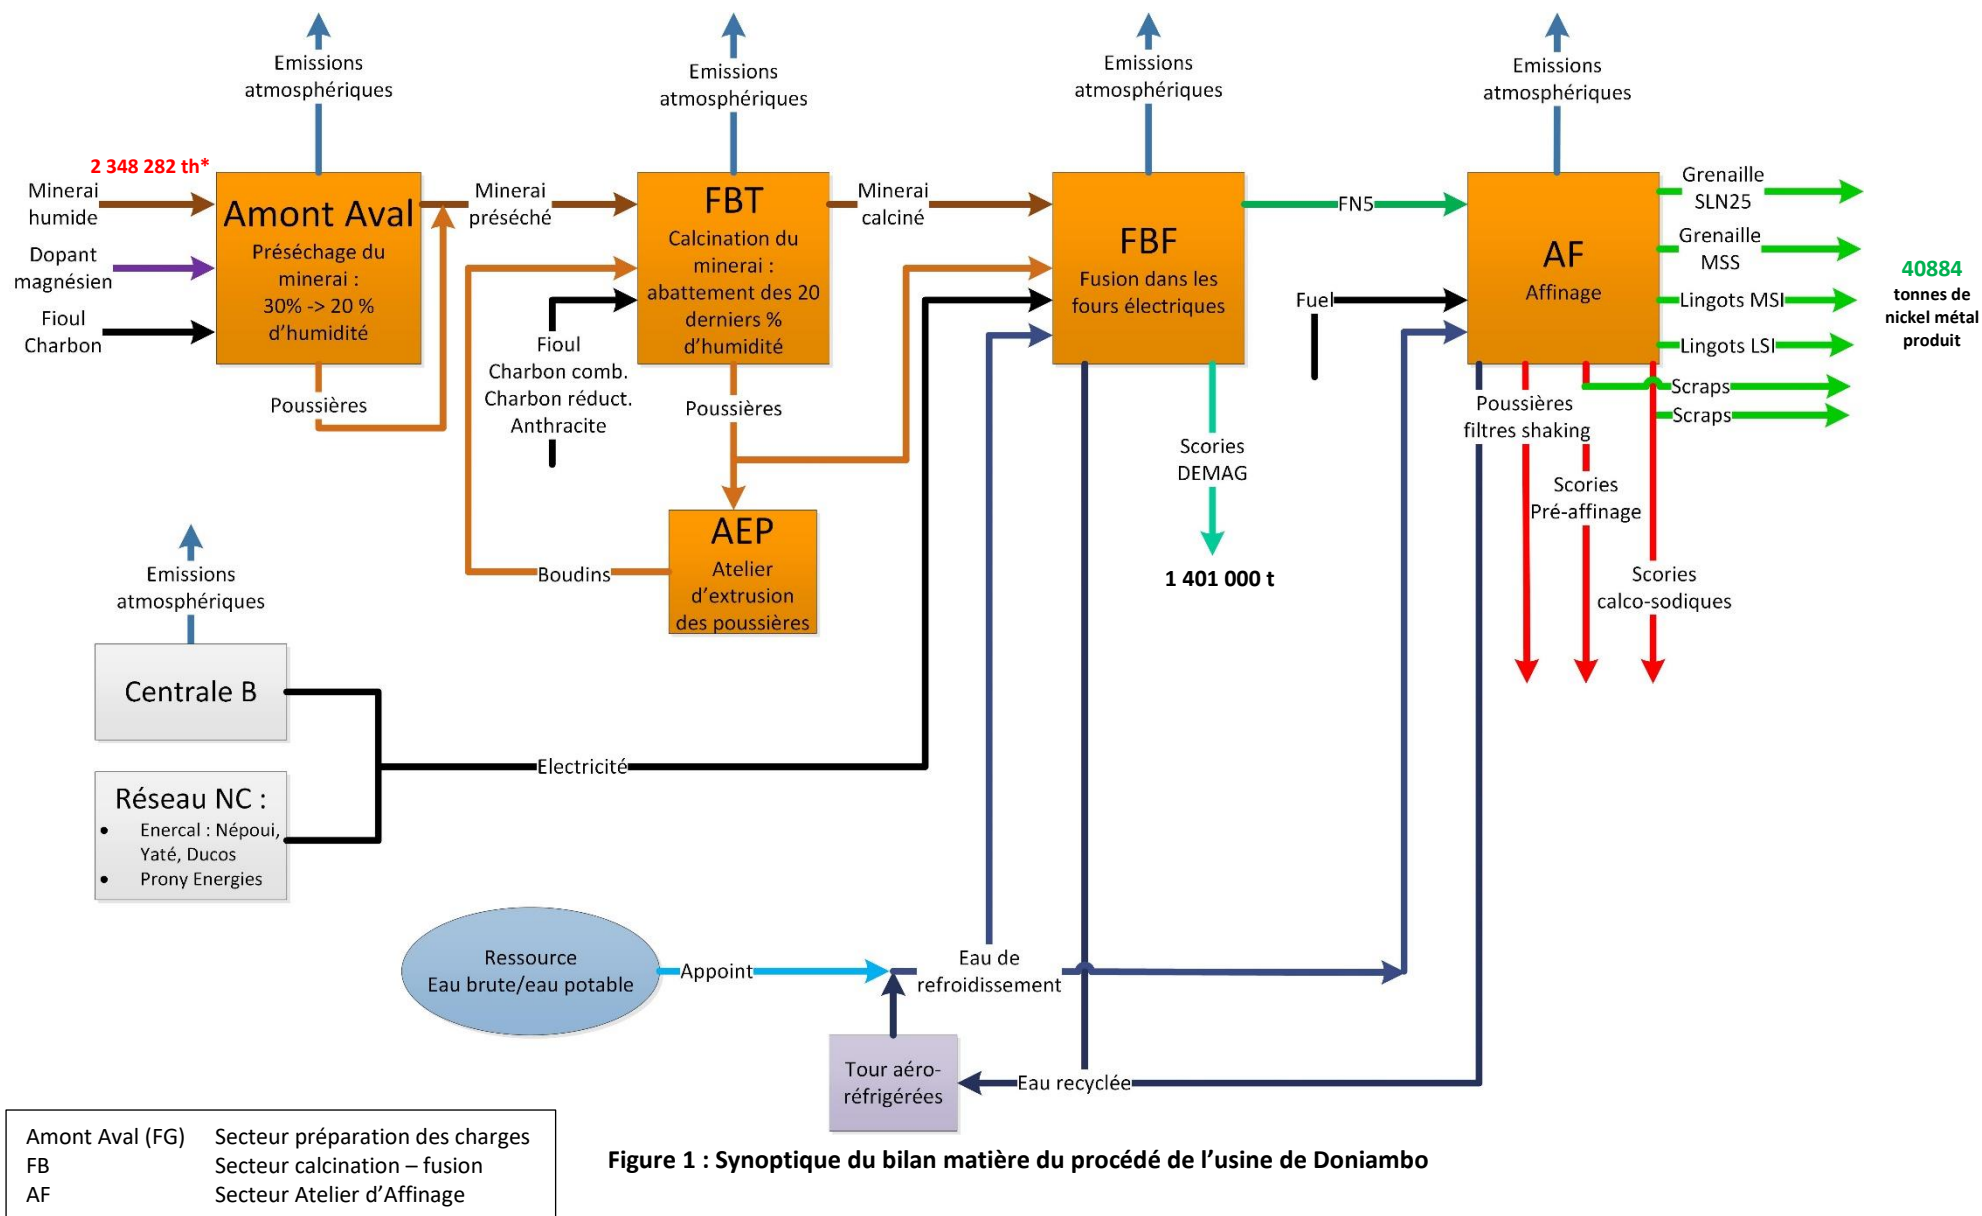 Emissions
atmosphériques
Emissions
atmosphériques
Emissions
atmosphériques
Emissions
atmosphériques
2 348 282 th*
Minerai
humide
Dopant
magnésien
Fioul
Charbon
Amont Aval
Préséchage du
minerai :
30% -> 20 %
d'humidité
Poussières
Minerai
préséché
FBT
Calcination du
minerai :
abattement des 20
derniers %
d'humidité
Fioul
Charbon comb.
Charbon réduct.
Anthracite
Poussières
Minerai
calciné
AEP
Atelier
d'extrusion
des poussières
Boudins
FBF
Fusion dans les
fours électriques
Scories
DEMAG
1 401 000 t
FN5
Fuel
AF
Affinage
Grenaille
SLN25
Grenaille
MSS
Lingots MSI
Lingots LSI
Scraps
Scraps
40884
tonnes de
nickel métal
produit
Poussières
filtres shaking
Scories
Pré-affinage
Scories
calco-sodiques
Emissions
atmosphériques
Centrale B
Electricité
Réseau NC :
• Enercal : Népoui,
Yaté, Ducos
• Prony Energies
Ressource
Eau brute/eau potable
Appoint
Eau de
refroidissement
Tour aéro-
réfrigérées
Eau recyclée
Amont Aval (FG) Secteur préparation des charges
FB Secteur calcination – fusion
AF Secteur Atelier d'Affinage
Figure 1 : Synoptique du bilan matière du procédé de l'usine de Doniambo